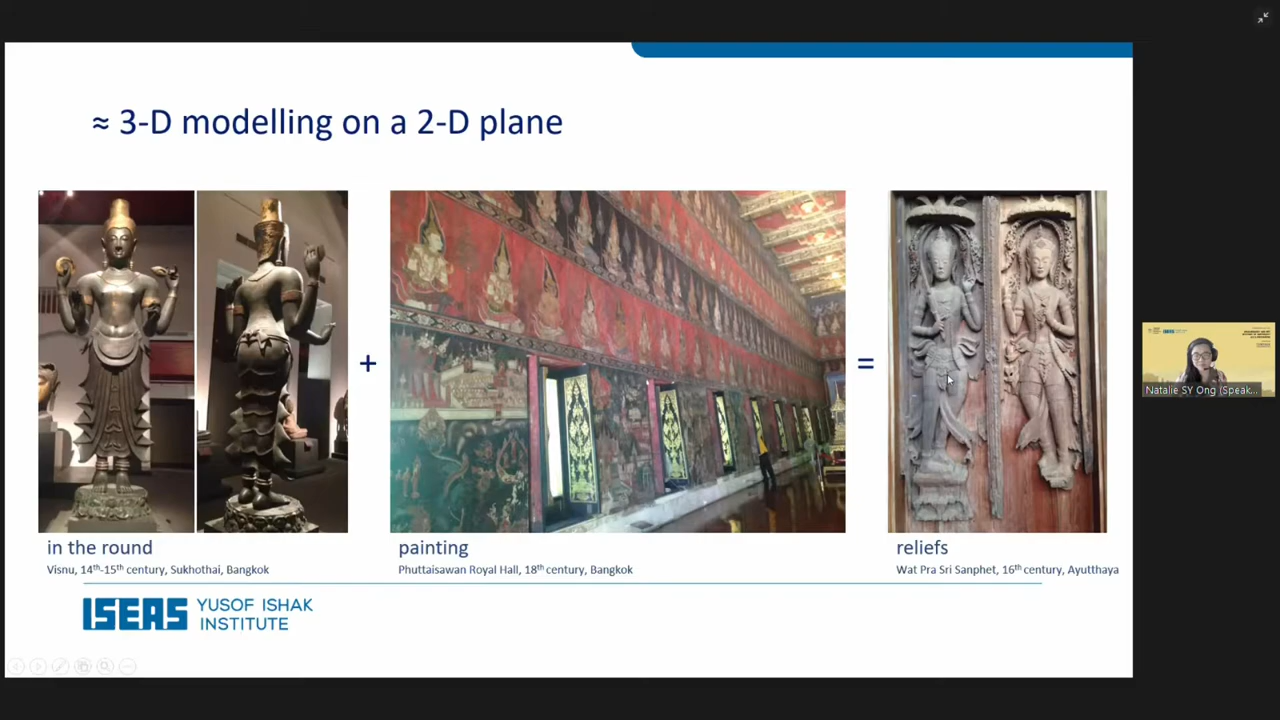 ≈ 3-D modelling on a 2-D plane
+
=
in the round
painting
reliefs
Visnu, 14th-15th century, Sukhothai, Bangkok
Phuttaisawan Royal Hall, 18th century, Bangkok
Wat Pra Sri Sanphet, 16th century, Ayutthaya
ISEAS YUSOF ISHAK
INSTITUTE
Natalie SY Ong (Speak...